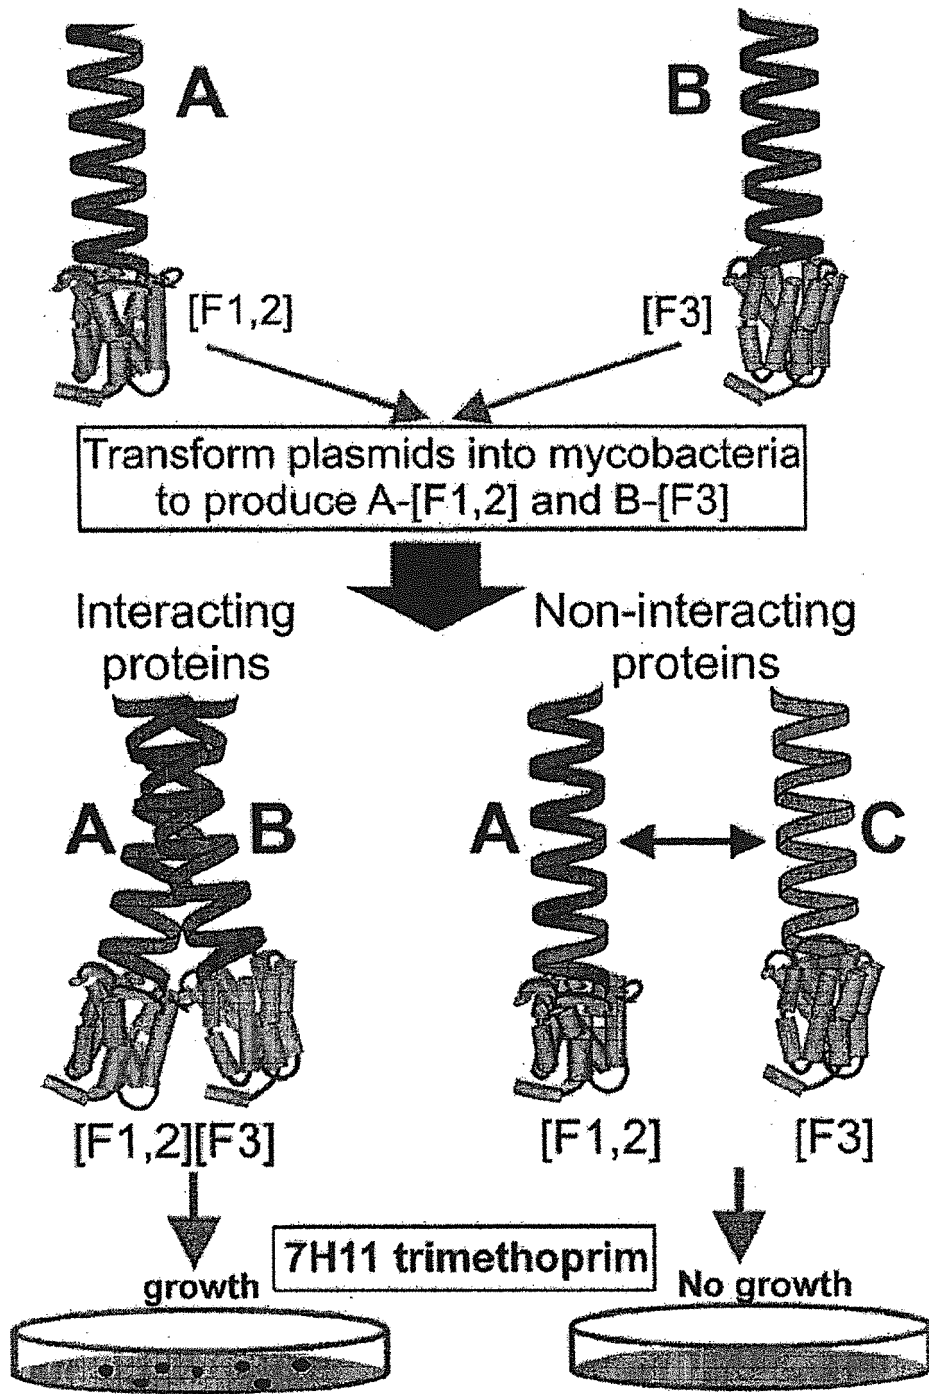 A
B
[F1,2]
[F3]
Transform plasmids into mycobacteria
to produce A-[F1,2] and B-[F3]
Interacting
proteins
Non-interacting
proteins
A
B
A
C
[F1,2][F3]
[F1,2]
[F3]
7H11 trimethoprim
growth
No growth